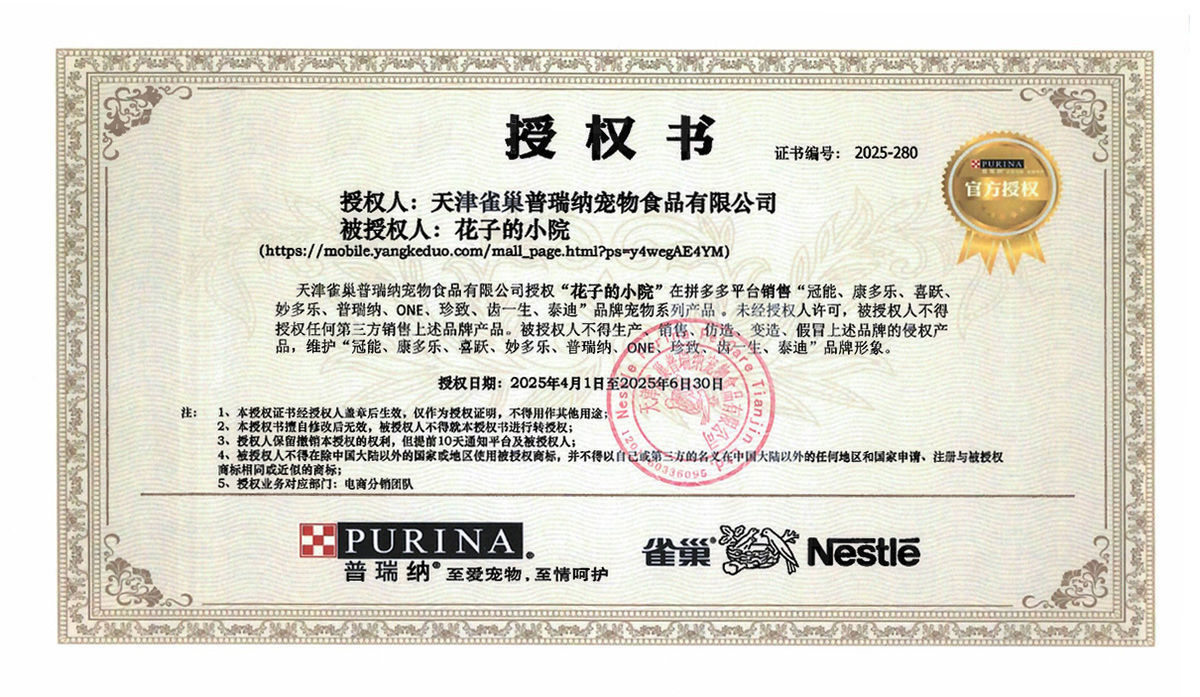 授权书
证书编号： 2025-280
PURINA
官方授权
授权人：天津雀巢普瑞纳宠物食品有限公司
被授权人：花子的小院
(https://mobile.yangkeduo.com/mall_page.html?ps=y4wegAE4YM)
天津雀巢普瑞纳宠物食品有限公司授权“花子的小院”在拼多多平台销售“冠能、康多乐、喜跃、
妙多乐、普瑞纳、ONE、珍致、齿一生、泰迪”品牌宠物系列产品。未经授权人许可，被授权人不得
授权任何第三方销售上述品牌产品。被授权人不得生产、销售、仿造、变造、假冒上述品牌的侵权产
品，维护“冠能、康多乐、喜跃、妙多乐、普瑞纳、ONE、珍致、齿一生、泰迪”品牌形象。
授权日期：2025年4月1日至2025年6月30日
注：
1、本授权证书经授权人盖章后生效，仅作为授权证明，不得用作其他用途；
2、本授权书擅自修改后无效，被授权人不得就本授权书进行转授权；
3、授权人保留撤销本授权的权利，但提前10天通知平台及被授权人；
4、被授权人不得在除中国大陆以外的国家或地区使用被授权商标，并不得以自己或第三方的名义在中国大陆以外的任何地区和国家申请、注册与被授权
商标相同或近似的商标；
5、授权业务对应部门：电商分销团队
天津雀巢普瑞纳宠物食品有限公司
PURINA®
普瑞纳® 至爱宠物，至情呵护
雀巢® Nestlé